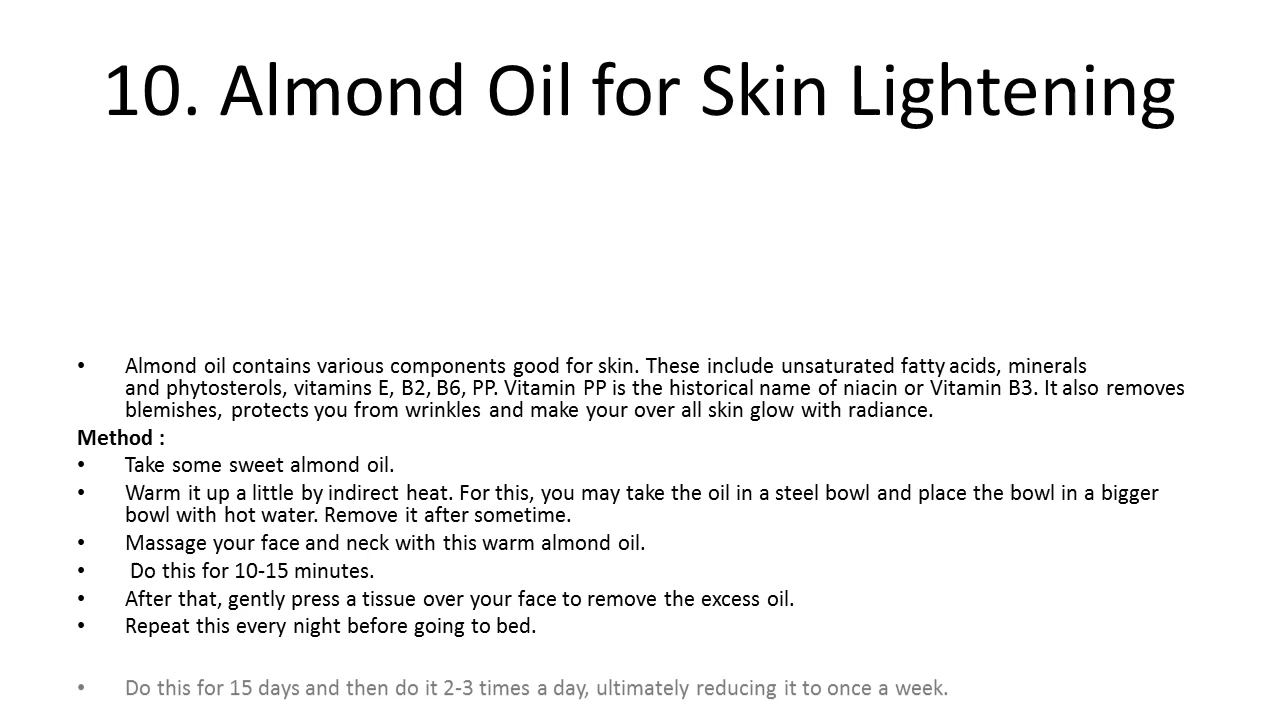 10. Almond Oil for Skin Lightening
• Almond oil contains various components good for skin. These include unsaturated fatty acids, minerals
and phytosterols, vitamins E, B2, B6, PP. Vitamin PP is the historical name of niacin or Vitamin B3. It also removes
blemishes, protects you from wrinkles and make your over all skin glow with radiance.
Method :
• Take some sweet almond oil.
• Warm it up a little by indirect heat. For this, you may take the oil in a steel bowl and place the bowl in a bigger
bowl with hot water. Remove it after sometime.
• Massage your face and neck with this warm almond oil.
• Do this for 10-15 minutes.
• After that, gently press a tissue over your face to remove the excess oil.
• Repeat this every night before going to bed.
• Do this for 15 days and then do it 2-3 times a day, ultimately reducing it to once a week.